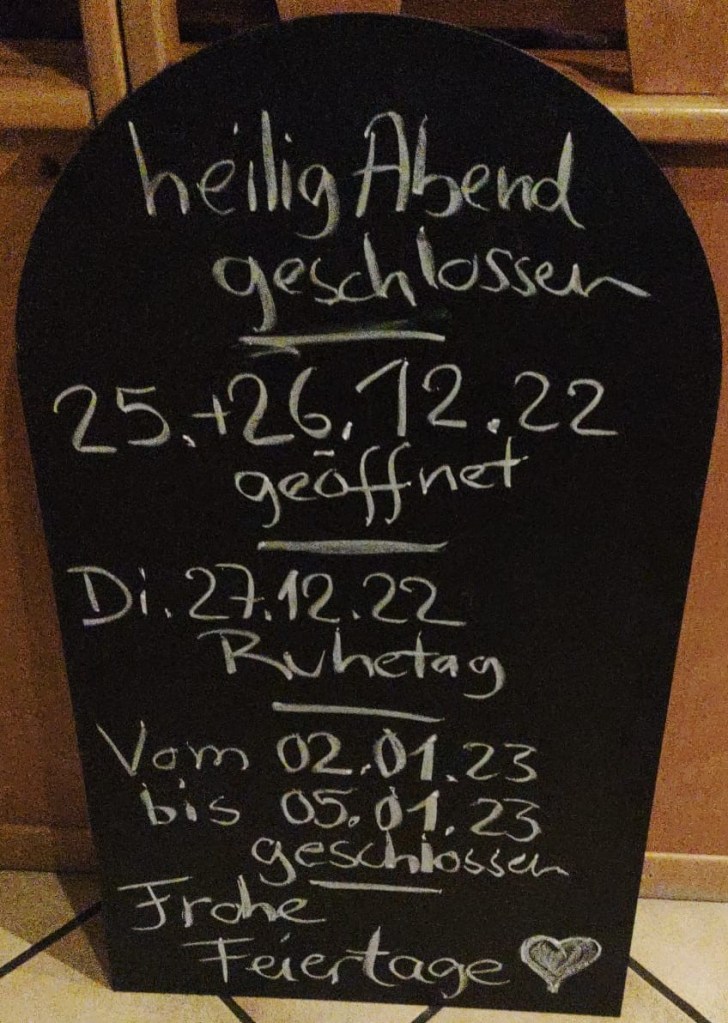 heilig Abend
geschlossen
25.+26.12.22
geöffnet
Di. 27.12.22
Ruhetag
Vom 02.01.23
bis 05.01.23
geschlossen
Frohe
Feiertage